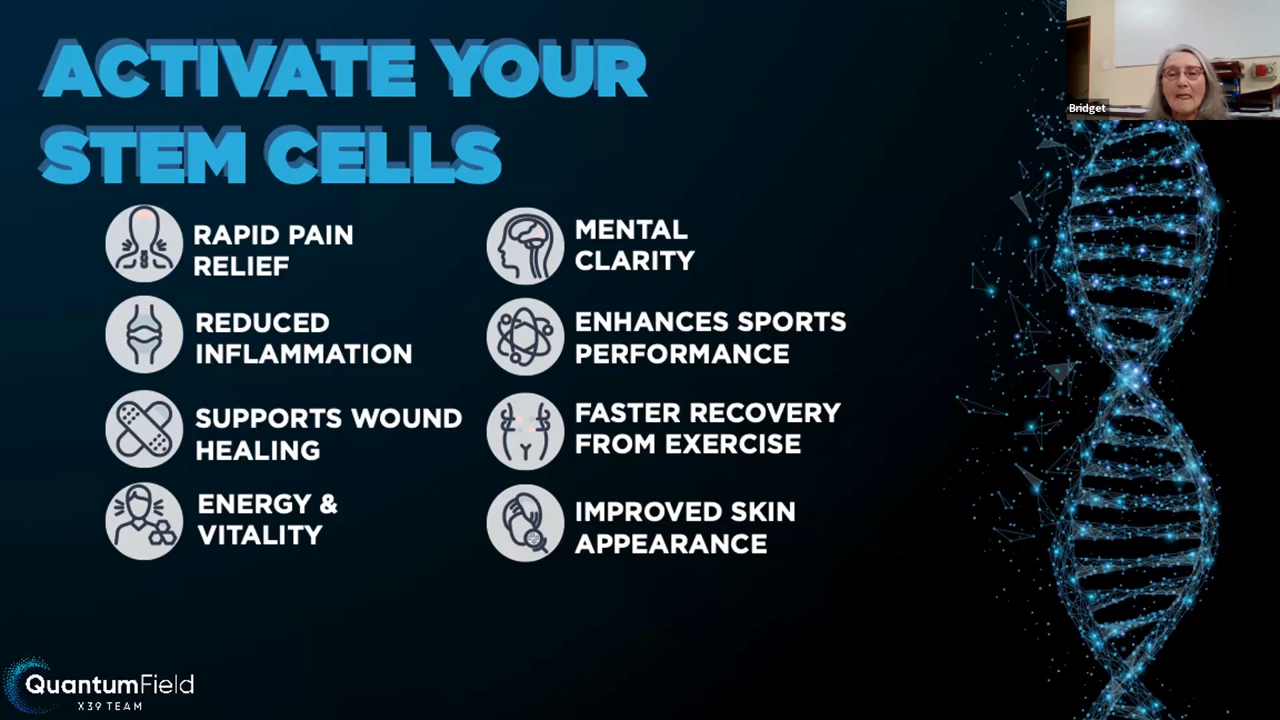 ACTIVATE YOUR
STEM CELLS
Bridget
RAPID PAIN
RELIEF
MENTAL
CLARITY
REDUCED
INFLAMMATION
ENHANCES SPORTS
PERFORMANCE
SUPPORTS WOUND
HEALING
FASTER RECOVERY
FROM EXERCISE
ENERGY &
VITALITY
IMPROVED SKIN
APPEARANCE
QuantumField
X39 TEAM